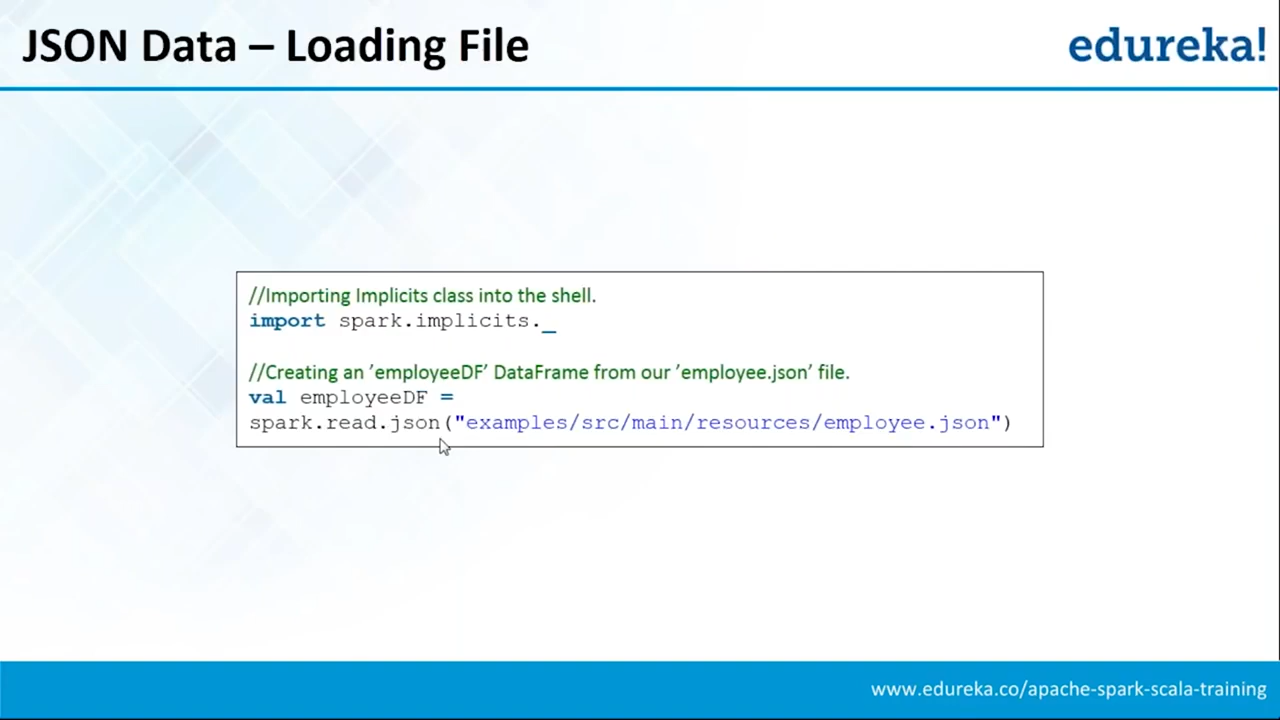 JSON Data – Loading File
edureka!
//Importing Implicits class into the shell.
import spark.implicits._
//Creating an ’employeeDF’ DataFrame from our ’employee.json’ file.
val employeeDF =
spark.read.json("examples/src/main/resources/employee.json")
www.edureka.co/apache-spark-scala-training